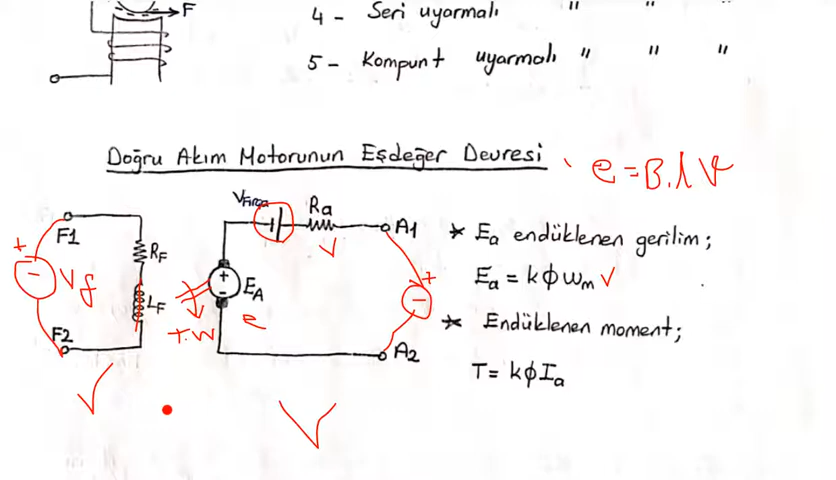 F
4 - Seri uyarmalı " " "
5 - Kompunt uyarmalı " " "
Doğru Akım Motorunun Eşdeğer Devresi
e = B.l.v
F1
+
-
Vf
RF
LF
F2
VFırça
Ra
A1
+
-
EA
e
T.W
+
-
A2
* Ea endüklenen gerilim;
Ea = kϕωm
* Endüklenen moment;
T = kϕIa